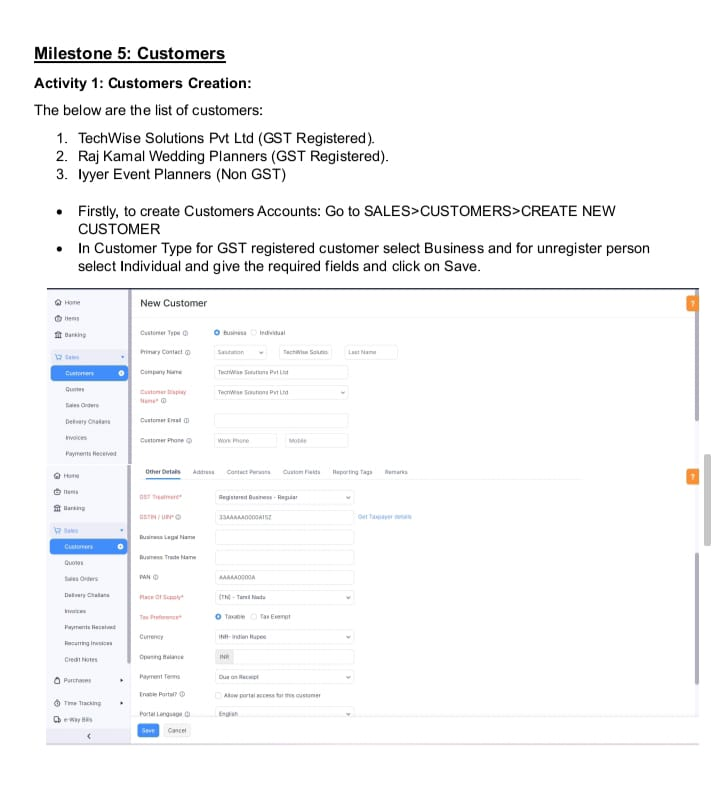 Milestone 5: Customers
Activity 1: Customers Creation:
The below are the list of customers:
1. TechWise Solutions Pvt Ltd (GST Registered).
2. Raj Kamal Wedding Planners (GST Registered).
3. Iyyer Event Planners (Non GST)
• Firstly, to create Customers Accounts: Go to SALES>CUSTOMERS>CREATE NEW
CUSTOMER
• In Customer Type for GST registered customer select Business and for unregister person
select Individual and give the required fields and click on Save.
Home
New Customer
?
Items
Banking
Customer Type Business Individual
Sales
Primary Contact Salutation TechWise Solutio Last Name
Customers
Company Name TechWise Solutions Pvt Ltd
Quotes
Customer Display
Name* TechWise Solutions Pvt Ltd
Sales Orders
Delivery Challans
Customer Email
Invoices
Customer Phone Work Phone Mobile
Payments Received
Home
Other Details Address Contact Persons Custom Fields Reporting Tags Remarks
?
Items
GST Treatment* Registered Business - Regular
Banking
GSTIN / UIN* 33AAAAA0000A1SZ Get Taxpayer details
Sales
Business Legal Name
Customers
Business Trade Name
Quotes
Sales Orders
PAN AAAAA0000A
Delivery Challans
Place Of Supply* [TN] - Tamil Nadu
Invoices
Tax Preference* Taxable Tax Exempt
Payments Received
Currency INR- Indian Rupee
Recurring Invoices
Opening Balance INR
Credit Notes
Payment Terms Due on Receipt
Purchases
Enable Portal? Allow portal access for this customer
Time Tracking
Portal Language English
e-Way Bills
Save Cancel
<